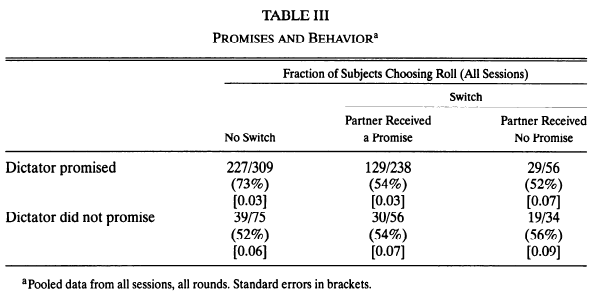 TABLE III
PROMISES AND BEHAVIORᵃ
Fraction of Subjects Choosing Roll (All Sessions)
Switch
Partner Received Partner Received
No Switch a Promise No Promise
Dictator promised 227/309 129/238 29/56
(73%) (54%) (52%)
[0.03] [0.03] [0.07]
Dictator did not promise 39/75 30/56 19/34
(52%) (54%) (56%)
[0.06] [0.07] [0.09]
ᵃPooled data from all sessions, all rounds. Standard errors in brackets.